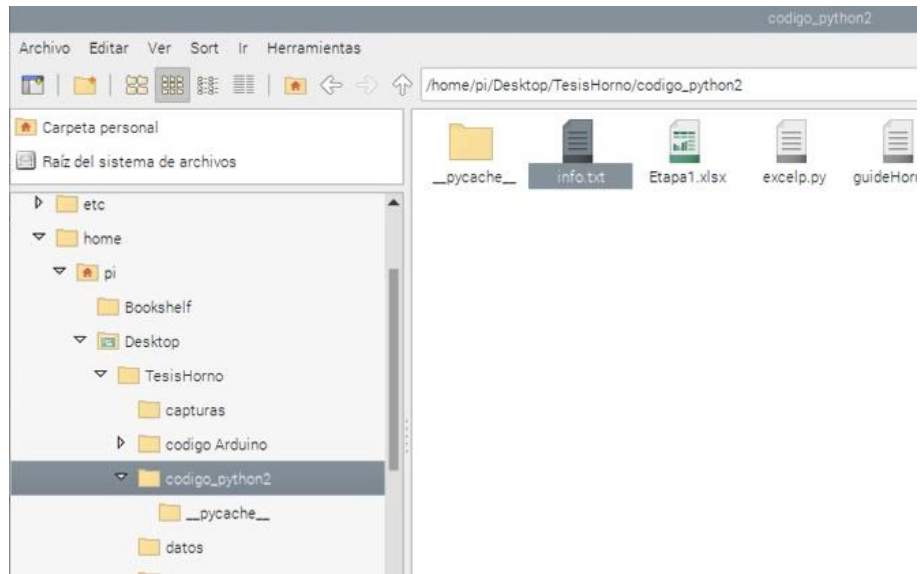 codigo_python2
Archivo Editar Ver Sort Ir Herramientas
/home/pi/Desktop/TesisHorno/codigo_python2
Carpeta personal
Raíz del sistema de archivos
etc
home
pi
Bookshelf
Desktop
TesisHorno
capturas
codigo Arduino
codigo_python2
__pycache__
datos
__pycache__ info.txt Etapa1.xlsx excelp.py